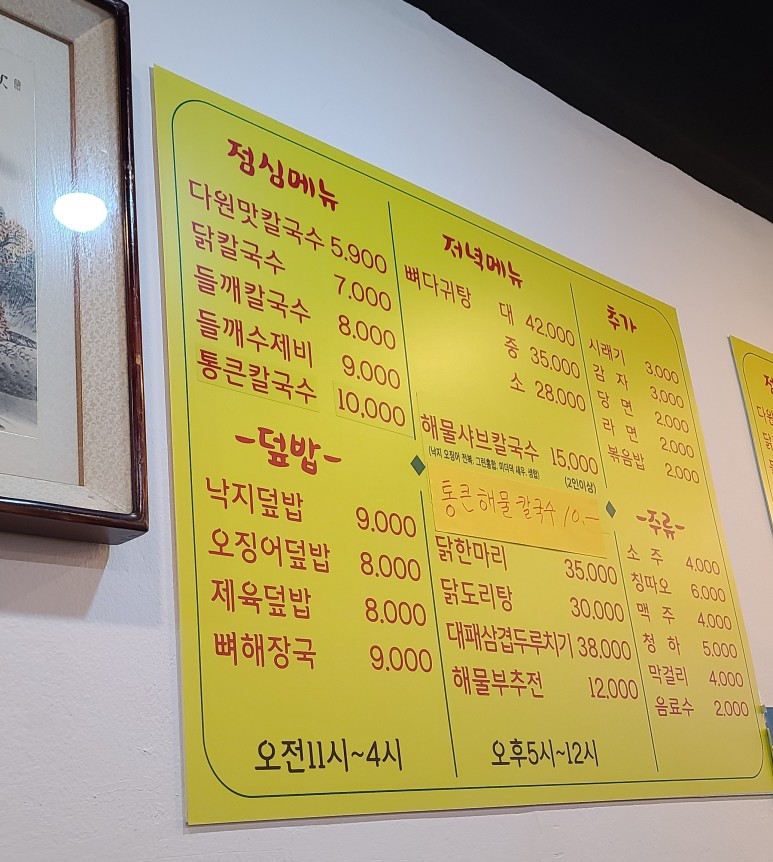 점심메뉴
다원맛칼국수 5.900
닭칼국수 7.000
들깨칼국수 8.000
들깨수제비 9.000
통큰칼국수 10,000
-덮밥-
낙지덮밥 9.000
오징어덮밥 8.000
제육덮밥 8.000
뼈해장국 9.000
오전11시~4시
저녁메뉴
뼈다귀탕 대 42.000
중 35.000
소 28.000
해물샤브칼국수 15,000
(낙지 오징어 전복, 그린홍합, 미더덕 새우, 생합) (2인이상)
통큰해물칼국수 10.-
닭한마리 35,000
닭도리탕 30,000
대패삼겹두루치기 38,000
해물부추전 12,000
오후5시~12시
추가
시래기 3,000
감 자 3,000
당 면 2.000
라 면 2.000
볶음밥 2,000
-주류-
소 주 4,000
칭따오 6,000
맥 주 4,000
청 하 5,000
막걸리 4,000
음료수 2,000